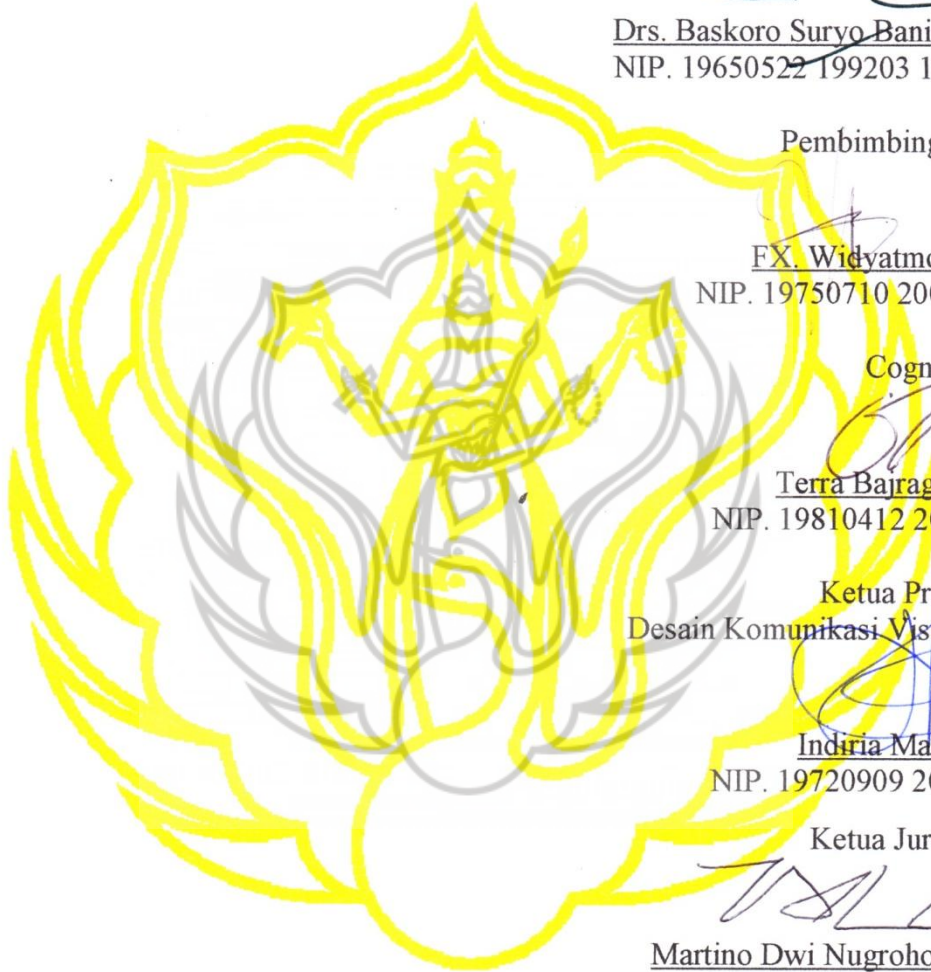 Drs. Baskoro Suryo Bani
NIP. 19650522 199203 1
Pembimbing
FX. Widyatmo
NIP. 19750710 20
Cogn
Terra Bajrag
NIP. 19810412 2
Ketua Pr
Desain Komunikasi Vis
Indiria Ma
NIP. 19720909 2
Ketua Jur
Martino Dwi Nugroho